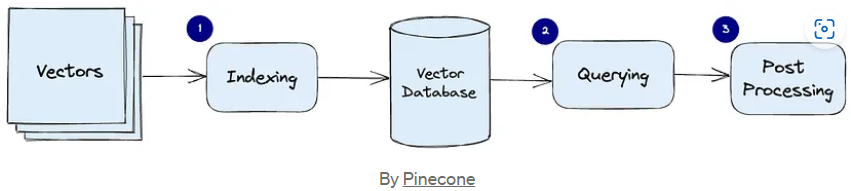 1
2
3
Vectors
Indexing
Vector
Database
Querying
Post
Processing
By Pinecone